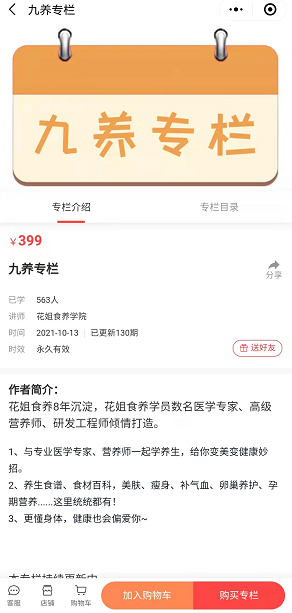 九养专栏
九养专栏
专栏介绍 专栏目录
￥399
九养专栏
分享
已学 563人
讲师 花姐食养学院
时间 2021-10-13 已更新130期
时效 永久有效
送好友
作者简介：
花姐食养8年沉淀，花姐食养学员数名医学专家、高级
营养师、研发工程师倾情打造。
1、与专业医学专家、营养师一起学养生，给你变美变健康妙
招。
2、养生食谱、食材百科，美肤、瘦身、补气血、卵巢养护、孕
期营养......这里统统都有！
3、更懂身体，健康也会偏爱你~
本专栏持续更新中
客服 店铺 购物车 加入购物车 购买专栏